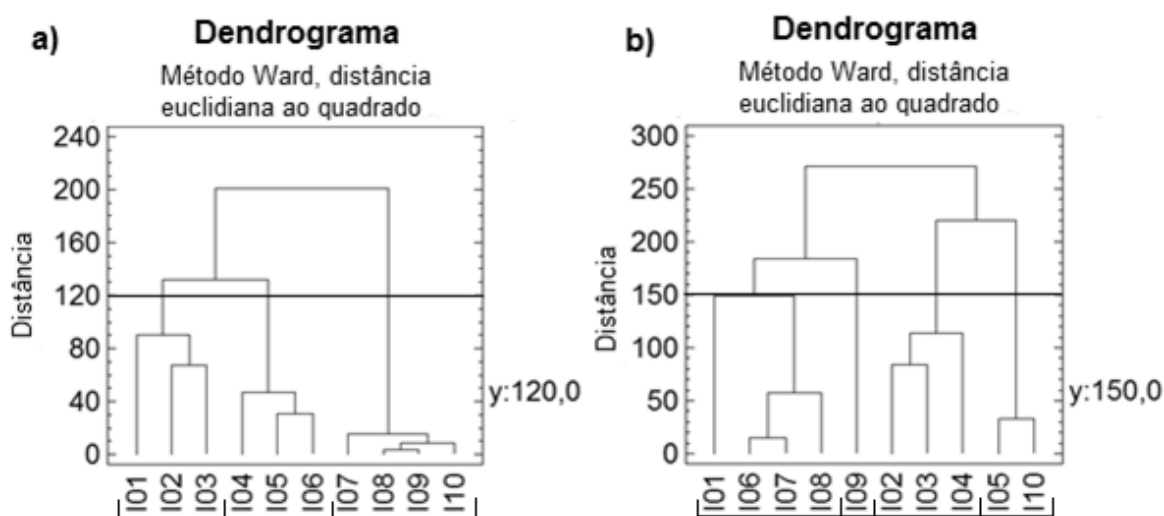 a) Dendrograma
Método Ward, distância
euclidiana ao quadrado
240
200
160
120
80
40
0
Distância
y:120,0
I01 I02 I03 I04 I05 I06 I07 I08 I09 I10
b) Dendrograma
Método Ward, distância
euclidiana ao quadrado
300
250
200
150
100
50
0
Distância
y:150,0
I01 I06 I07 I08 I09 I02 I03 I04 I05 I10